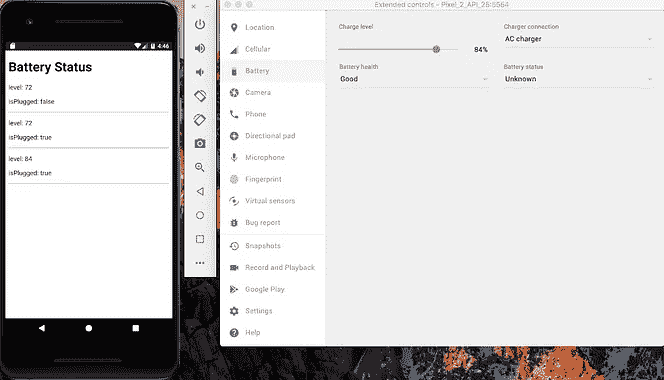 4:46
Battery Status
level: 72
isPlugged: false
level: 72
isPlugged: true
level: 84
isPlugged: true
Extended controls - Pixel_2_API_25:5554
Location
Cellular
Battery
Camera
Phone
Directional pad
Microphone
Fingerprint
Virtual sensors
Bug report
Snapshots
Record and Playback
Google Play
Settings
Help
Charge level
84%
Charger connection
AC charger
Battery health
Good
Battery status
Unknown